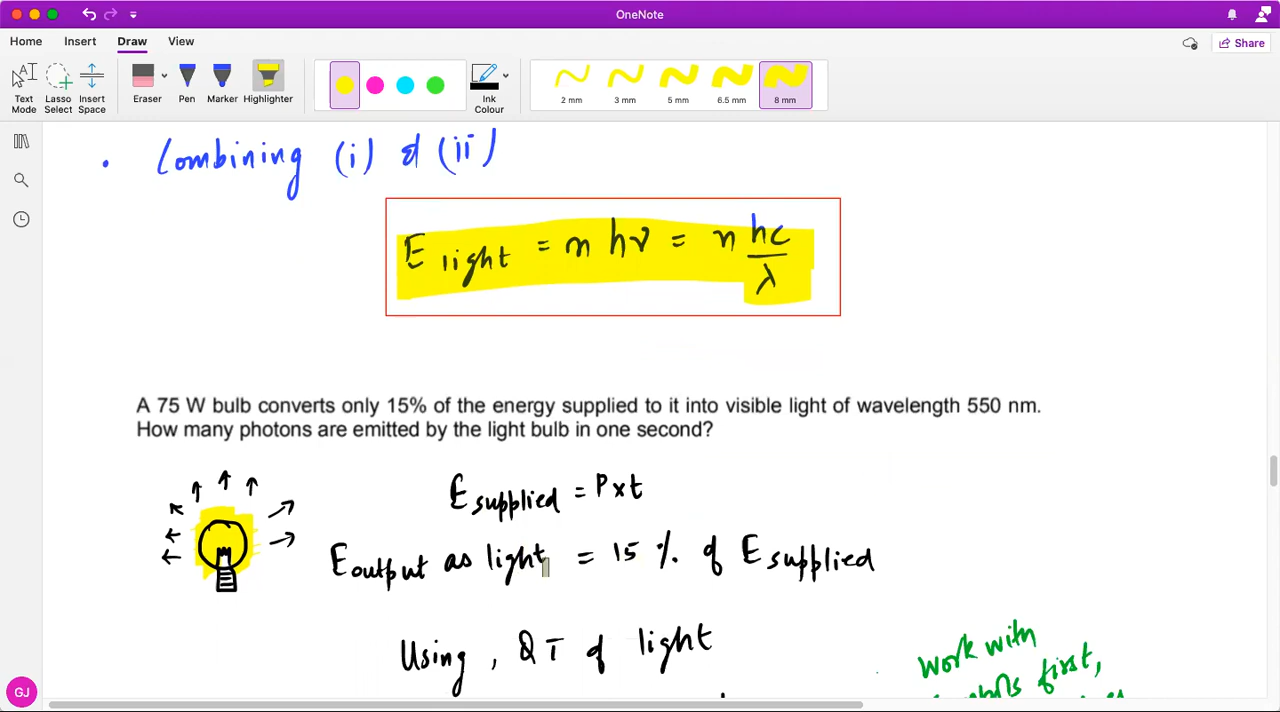 OneNote
Home Insert Draw View
Share
Text Mode
Lasso Select
Insert Space
Eraser
Pen
Marker
Highlighter
Ink Colour
2 mm
3 mm
5 mm
6.5 mm
8 mm
• Combining (i) & (ii)
E light = n hν = n hc/λ
A 75 W bulb converts only 15% of the energy supplied to it into visible light of wavelength 550 nm.
How many photons are emitted by the light bulb in one second?
E supplied = P x t
E output as light = 15 % of E supplied
Using, QT of light
work with
first,
GJ